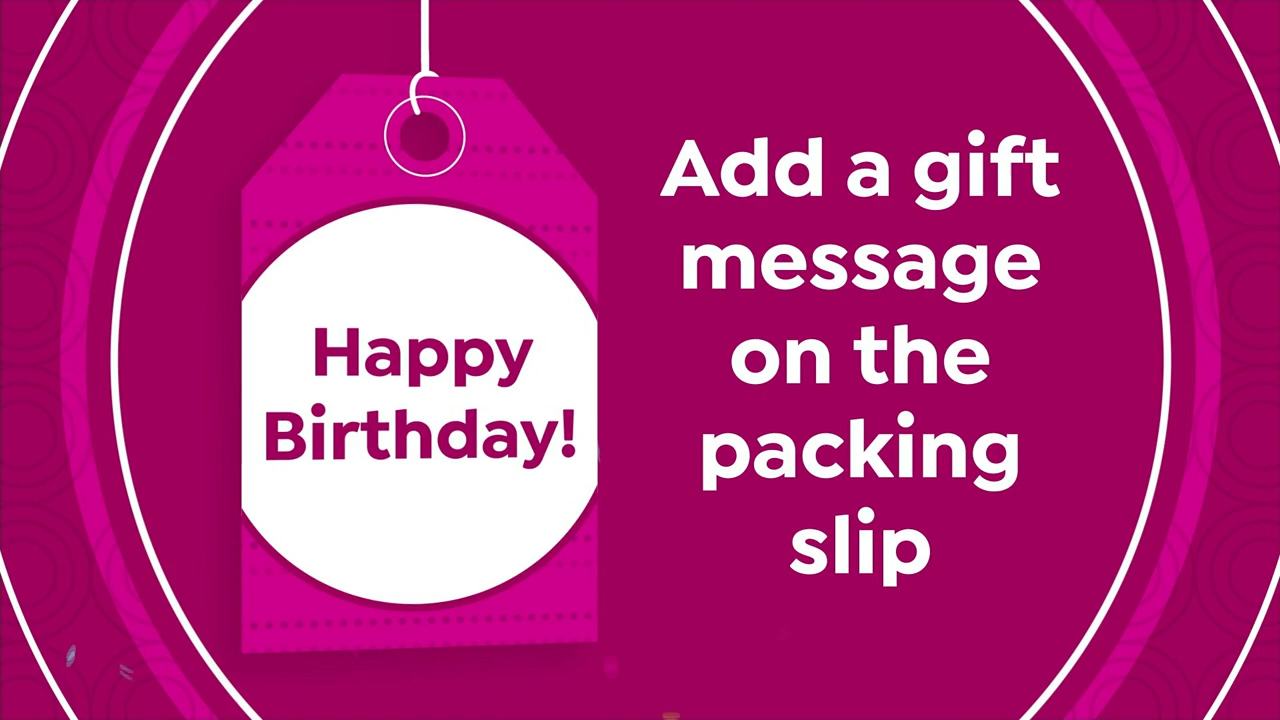 Happy
Birthday!
Add a gift
message
on the
packing
slip